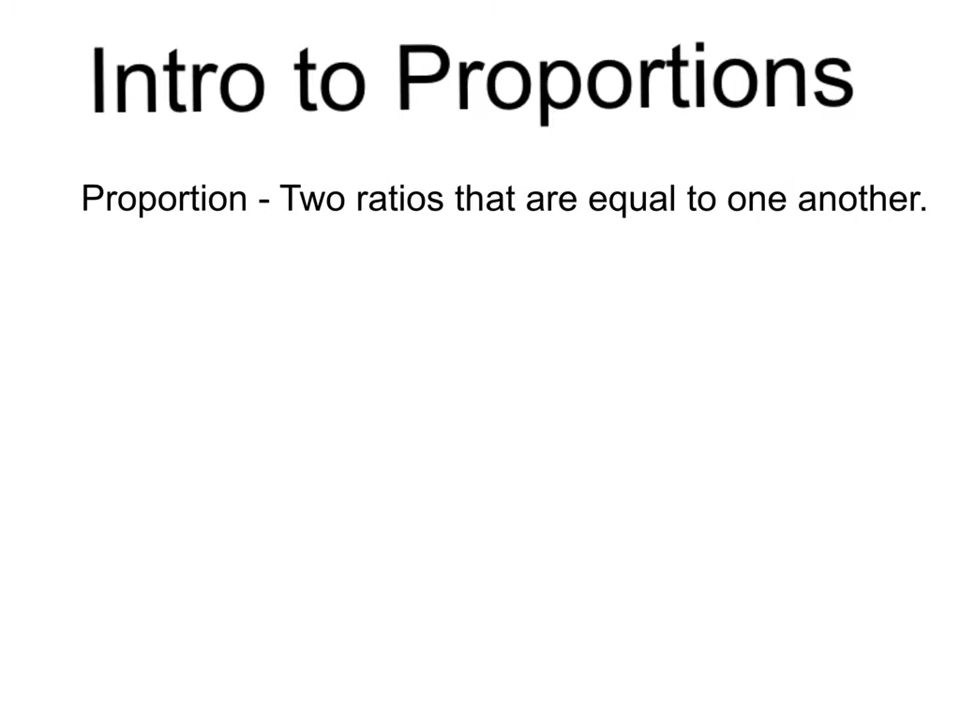 Intro to Proportions
Proportion - Two ratios that are equal to one another.